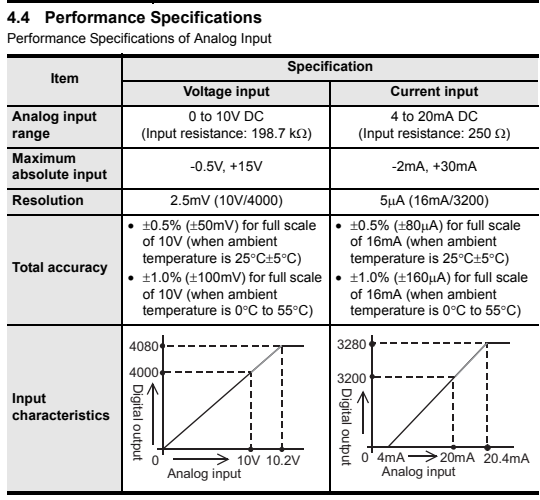 4.4 Performance Specifications
Performance Specifications of Analog Input
Item
Specification
Voltage input
Current input
Analog input
range
0 to 10V DC
(Input resistance: 198.7 kΩ)
4 to 20mA DC
(Input resistance: 250 Ω)
Maximum
absolute input
-0.5V, +15V
-2mA, +30mA
Resolution
2.5mV (10V/4000)
5μA (16mA/3200)
Total accuracy
• ±0.5% (±50mV) for full scale
of 10V (when ambient
temperature is 25°C±5°C)
• ±1.0% (±100mV) for full scale
of 10V (when ambient
temperature is 0°C to 55°C)
• ±0.5% (±80μA) for full scale
of 16mA (when ambient
temperature is 25°C±5°C)
• ±1.0% (±160μA) for full scale
of 16mA (when ambient
temperature is 0°C to 55°C)
Input
characteristics
4080
4000
Digital output
0
10V 10.2V
Analog input
3280
3200
Digital output
0 4mA
20mA 20.4mA
Analog input